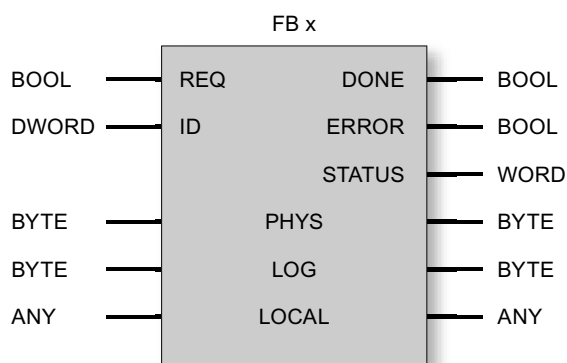 FB x
BOOL REQ DONE BOOL
DWORD ID ERROR BOOL
STATUS WORD
BYTE PHYS BYTE
BYTE LOG BYTE
ANY LOCAL ANY